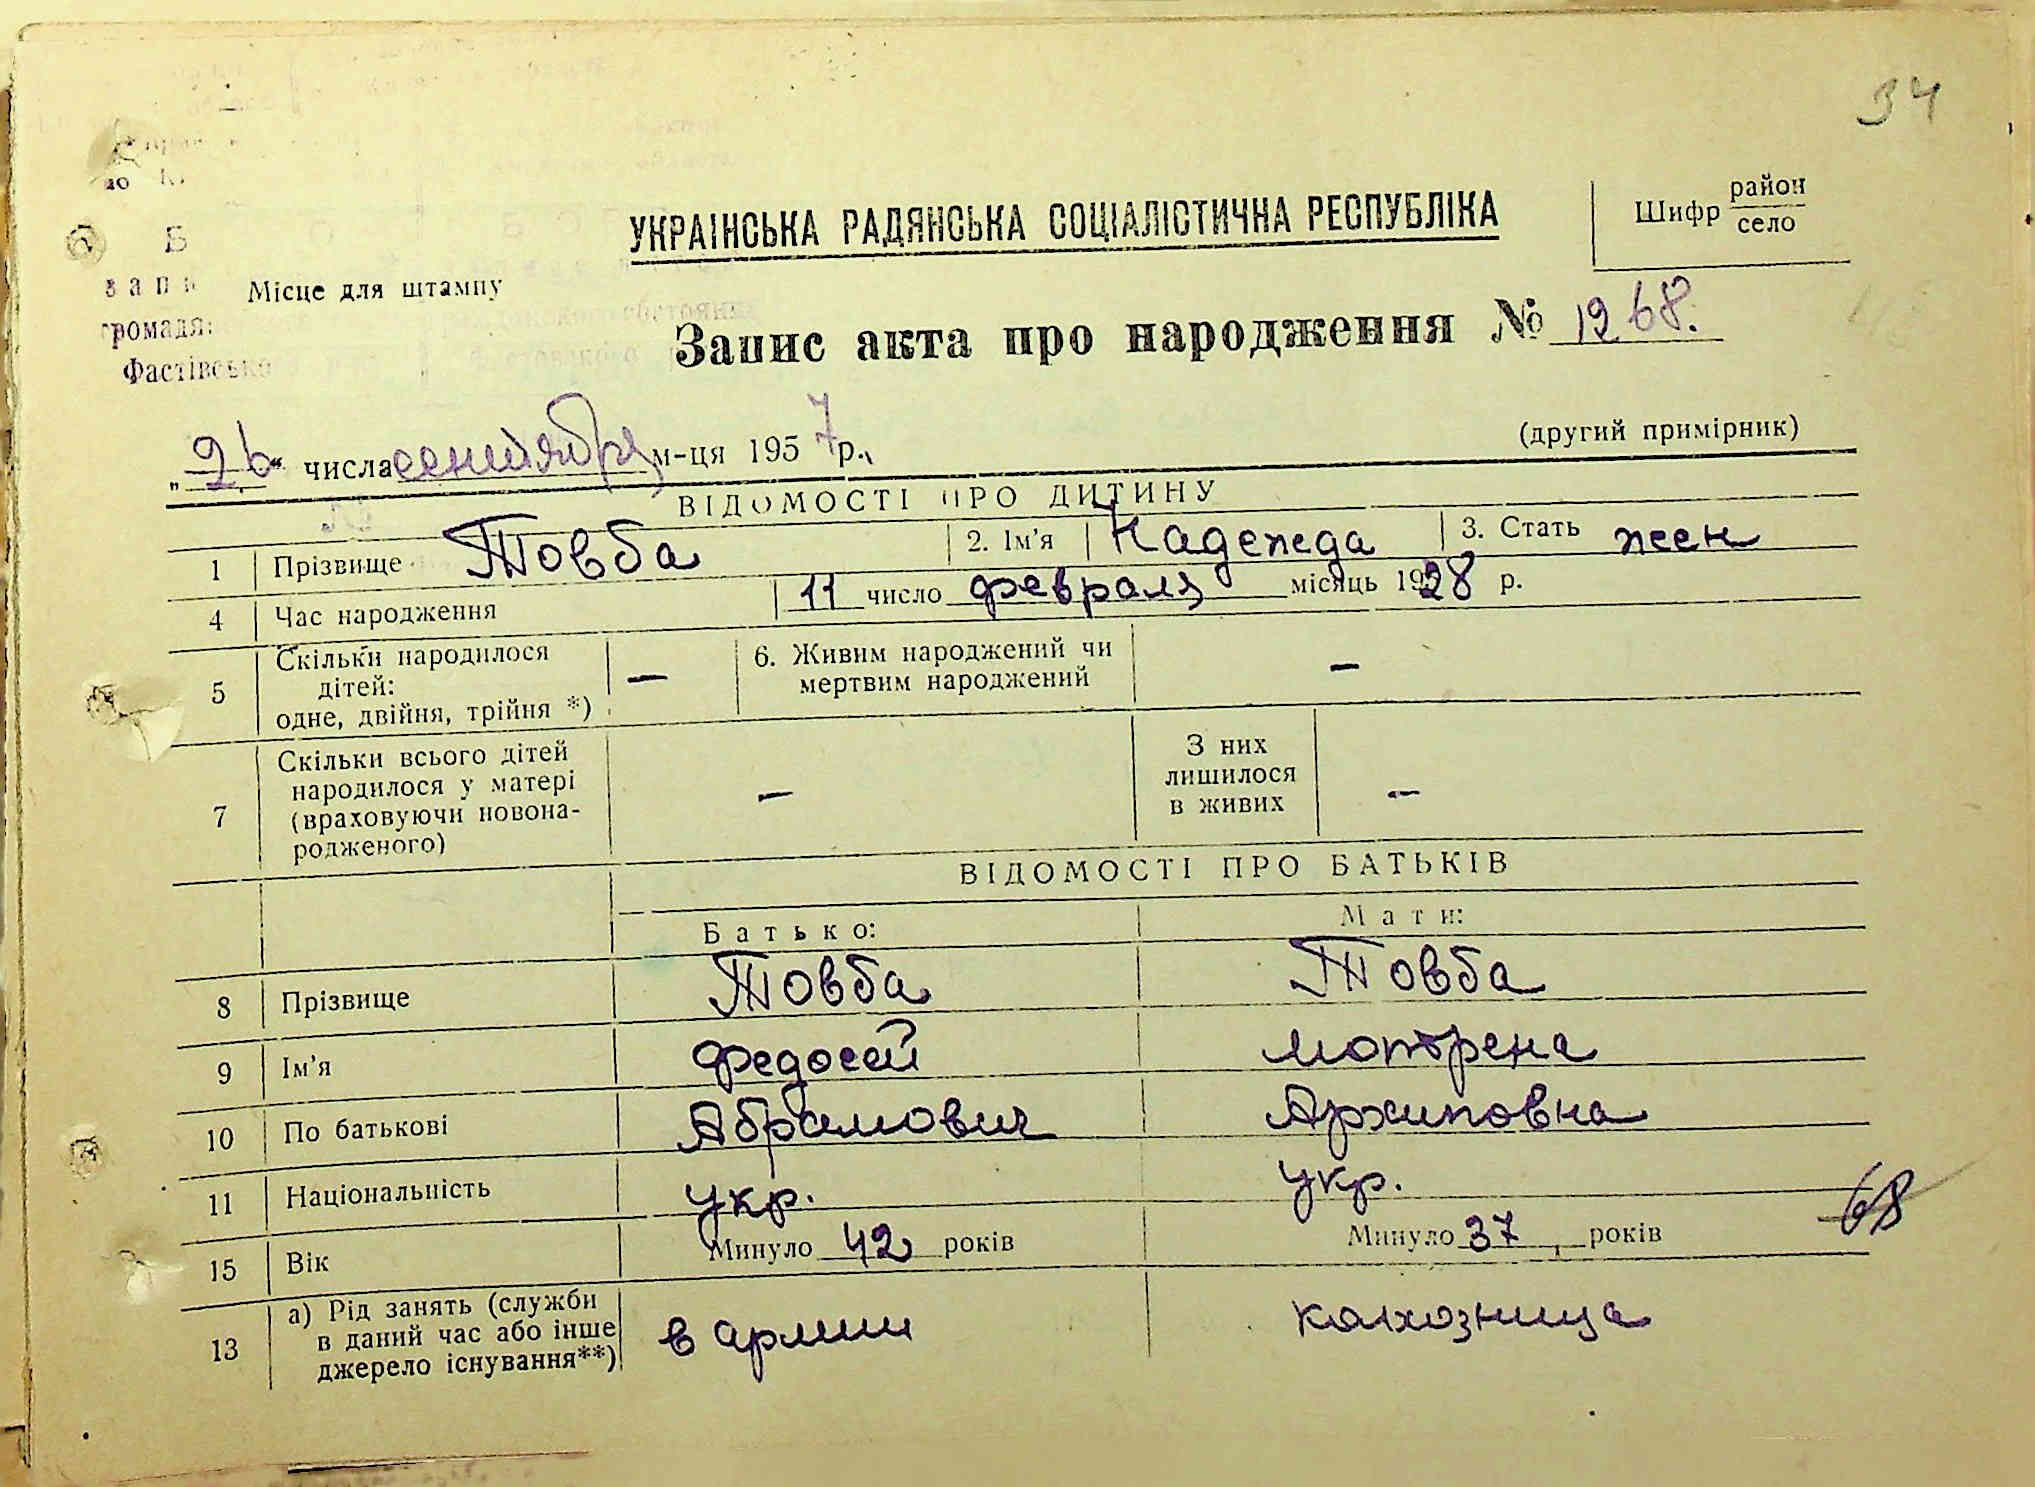 34
УКРАЇНСЬКА РАДЯНСЬКА СОЦІАЛІСТИЧНА РЕСПУБЛІКА
Шифр район
село
Місце для штампу
Запис акта про народження № 1268.
Фастівсько
„26“ числа сентября м-ця 1957 р.
(другий примірник)
ВІДОМОСТІ ПРО ДИТИНУ
1 Прізвище Товба 2. Ім'я Надежда 3. Стать жен
4 Час народження 11 число февраля місяць 1928 р.
5 Скільки народилося
дітей:
одне, двійня, трійня *) —
6. Живим народжений чи
мертвим народжений —
7 Скільки всього дітей
народилося у матері
(враховуючи новона-
родженого) —
З них
лишилося
в живих —
ВІДОМОСТІ ПРО БАТЬКІВ
Батько: Мати:
8 Прізвище Товба Товба
9 Ім'я Федосей Мотрена
10 По батькові Абрамович Архиповна
11 Національність укр. укр.
68
15 Вік Минуло 42 років Минуло 37 років
13 а) Рід занять (служби
в даний час або інше
джерело існування**) в армии колхозница